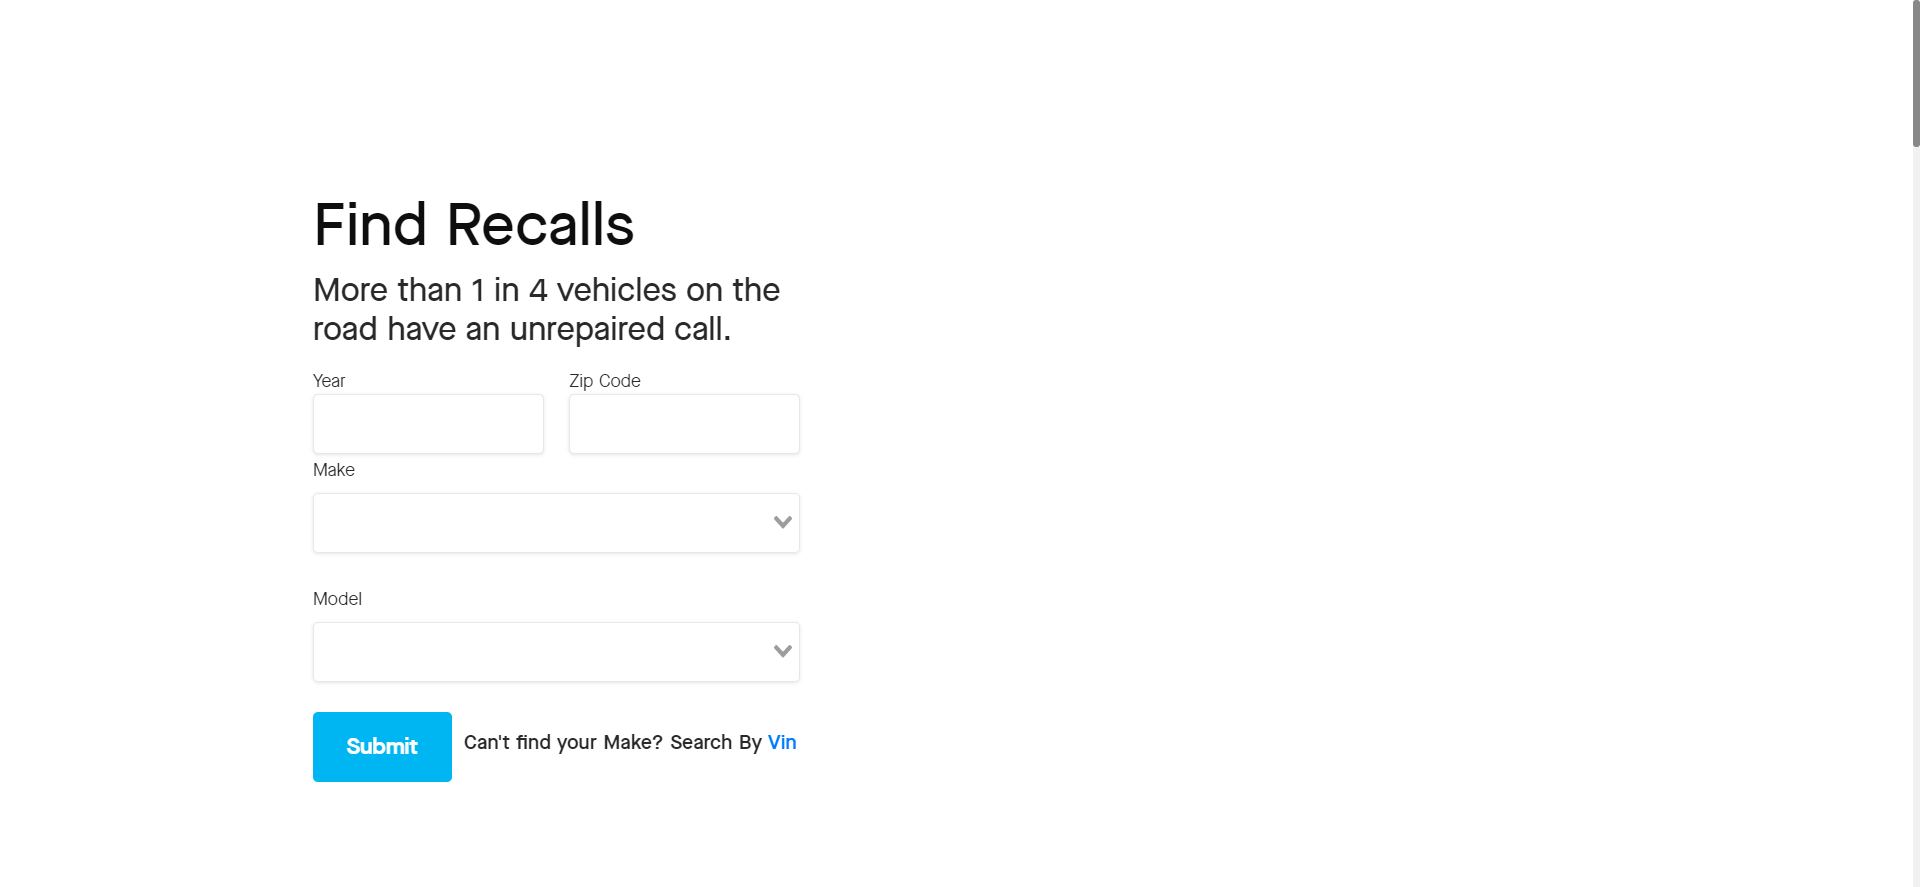 Find Recalls
More than 1 in 4 vehicles on the
road have an unrepaired call.
Year Zip Code
Make
Model
Submit Can't find your Make? Search By Vin